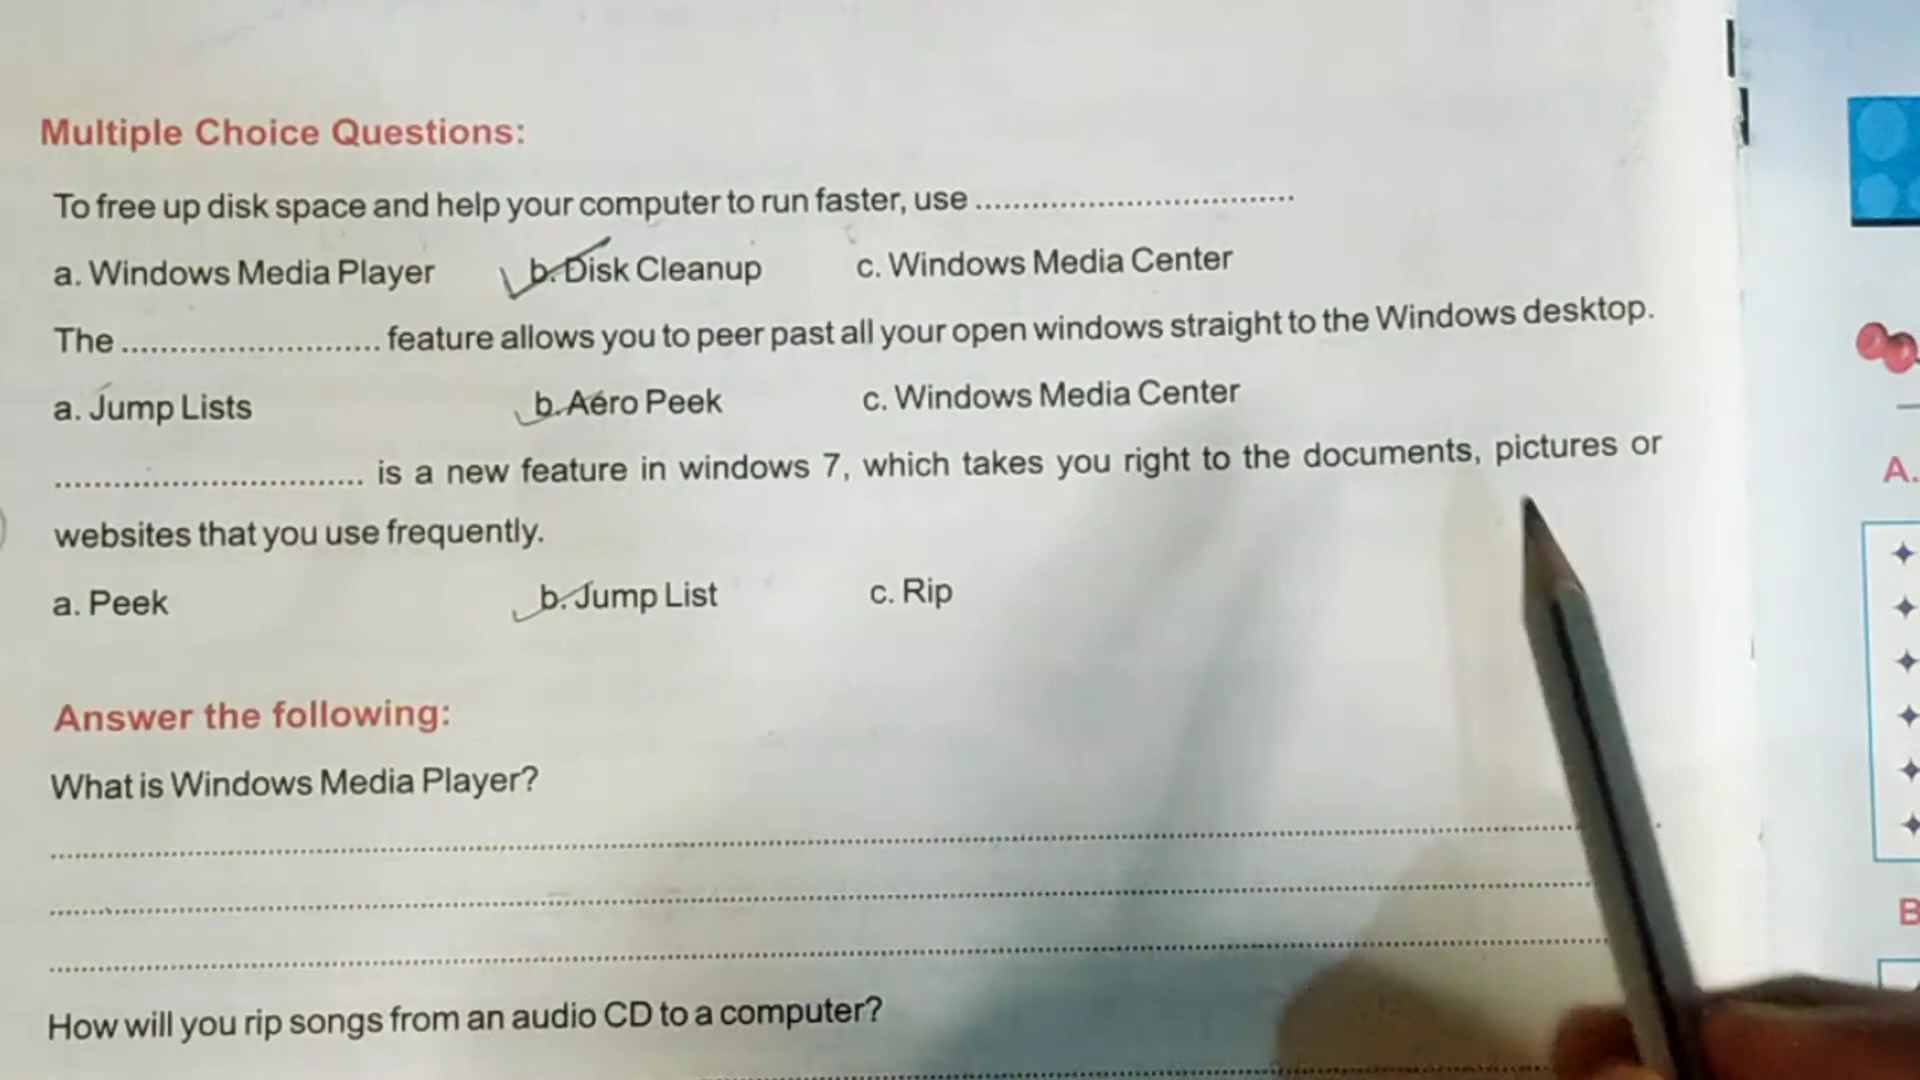 Multiple Choice Questions:
To free up disk space and help your computer to run faster, use ................................
a. Windows Media Player b. Disk Cleanup c. Windows Media Center
The ........................... feature allows you to peer past all your open windows straight to the Windows desktop.
a. Jump Lists b. Aero Peek c. Windows Media Center
................................ is a new feature in windows 7, which takes you right to the documents, pictures or
websites that you use frequently.
a. Peek b. Jump List c. Rip
Answer the following:
What is Windows Media Player?
How will you rip songs from an audio CD to a computer?
A.
B